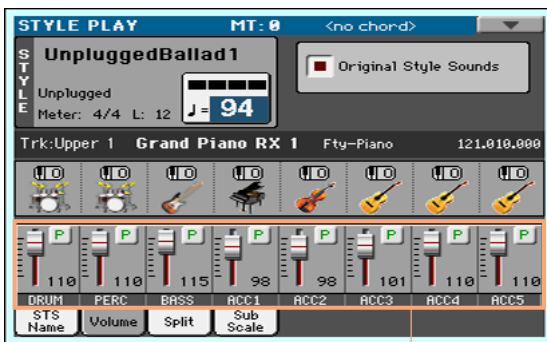 STYLE PLAY MT: 0 <no chord>
STYLE
UnpluggedBallad1
Original Style Sounds
Unplugged
Meter: 4/4 L: 12 ♩= 94
Trk:Upper 1 Grand Piano RX 1 Fty-Piano 121.010.000
P P P P P P P P
110 110 115 98 98 101 110 110
DRUM PERC BASS ACC1 ACC2 ACC3 ACC4 ACC5
STS Name Volume Split Sub Scale